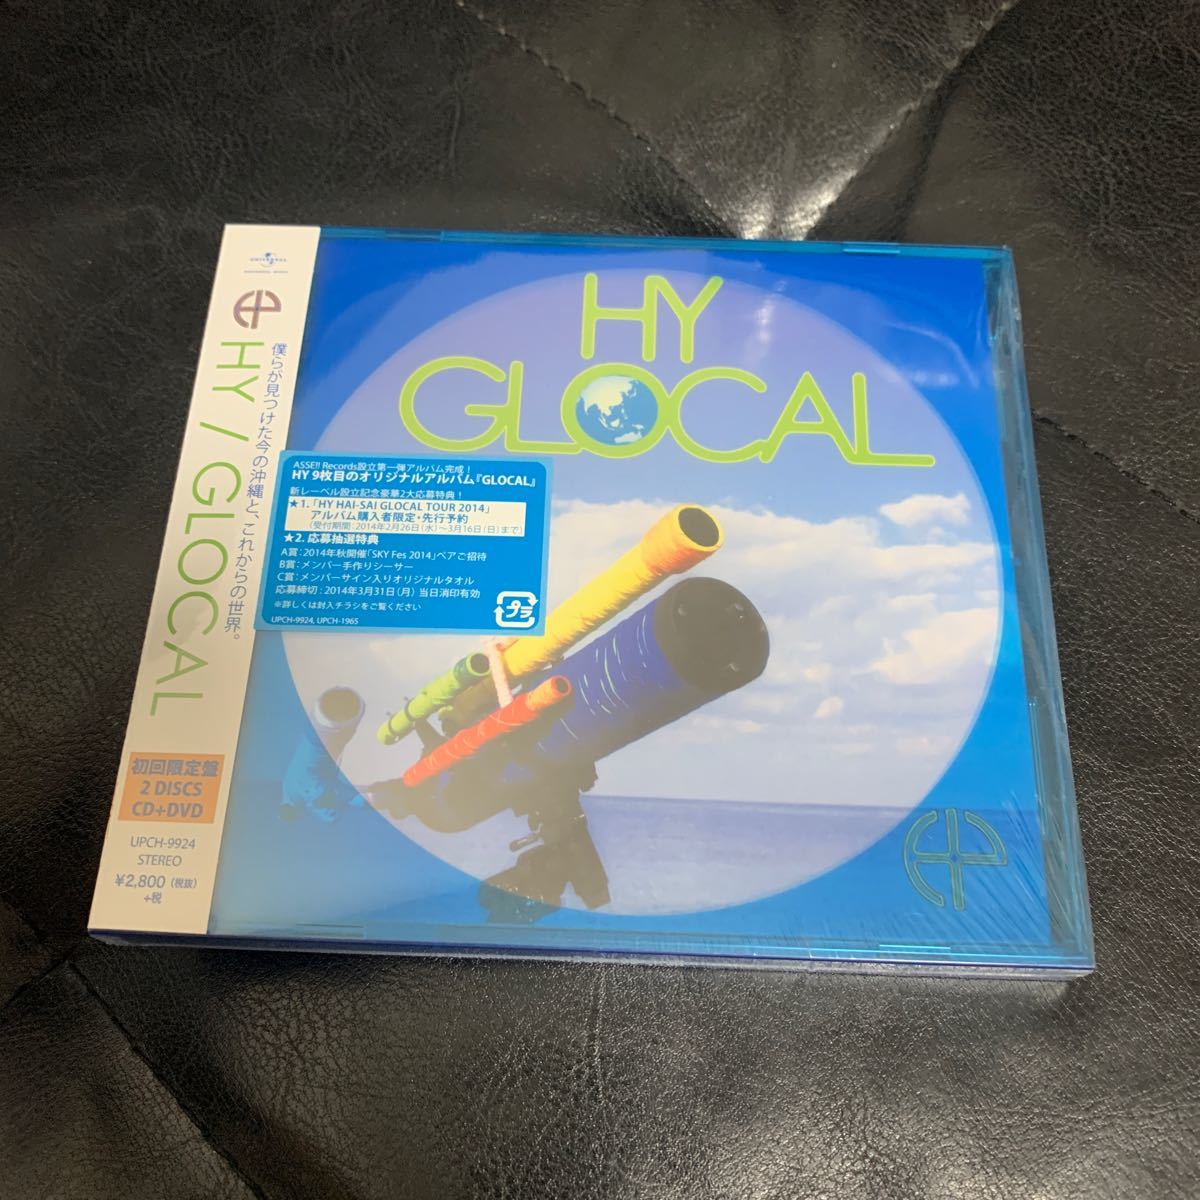 UNIVERSAL
HY / GLOCAL
僕らが見つけた今の沖縄と、これからの世界。
初回限定盤
2 DISCS
CD+DVD
UPCH-9924
STEREO
¥2,800（税抜）
+税
HY
GLOCAL
ASSE!! Records設立第一弾アルバム完成！
HY 9枚目のオリジナルアルバム『GLOCAL』
新レーベル設立記念豪華2大応募特典！
★1.「HY HAI-SAI GLOCAL TOUR 2014」
アルバム購入者限定・先行予約
（受付期間：2014年2月26日（水）〜3月16日（日）まで）
★2. 応募抽選特典
A賞：2014年秋開催「SKY Fes 2014」ペアご招待
B賞：メンバー手作りシーサー
C賞：メンバーサイン入りオリジナルタオル
応募締切：2014年3月31日（月）当日消印有効
※詳しくは封入チラシをご覧ください
UPCH-9924, UPCH-1965
プラ